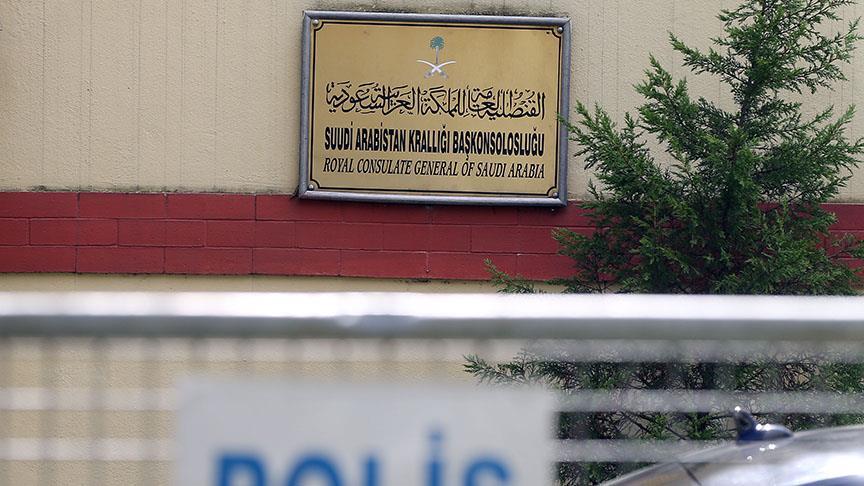 القنصلية العامة للمملكة العربية السعودية
SUUDİ ARABİSTAN KRALLIĞI BAŞKONSOLOSLUĞU
ROYAL CONSULATE GENERAL OF SAUDI ARABIA
POLİS